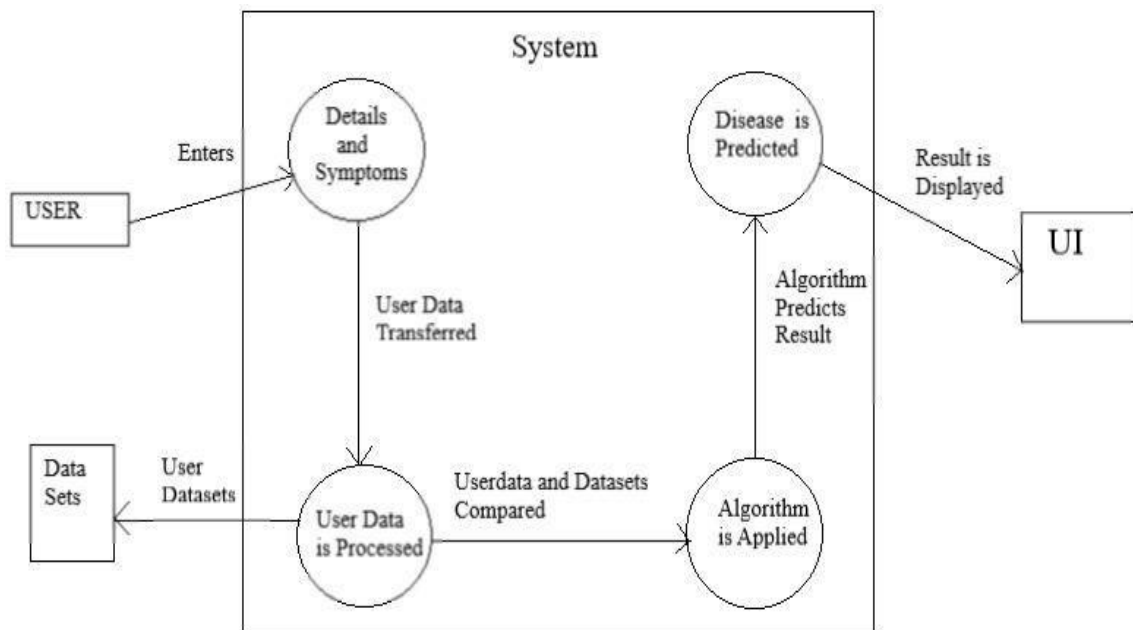 System
Details
and
Symptoms
Disease is
Predicted
Enters
Result is
Displayed
USER
UI
User Data
Transferred
Algorithm
Predicts
Result
Data
Sets
User
Datasets
User Data
is Processed
Userdata and Datasets
Compared
Algorithm
is Applied